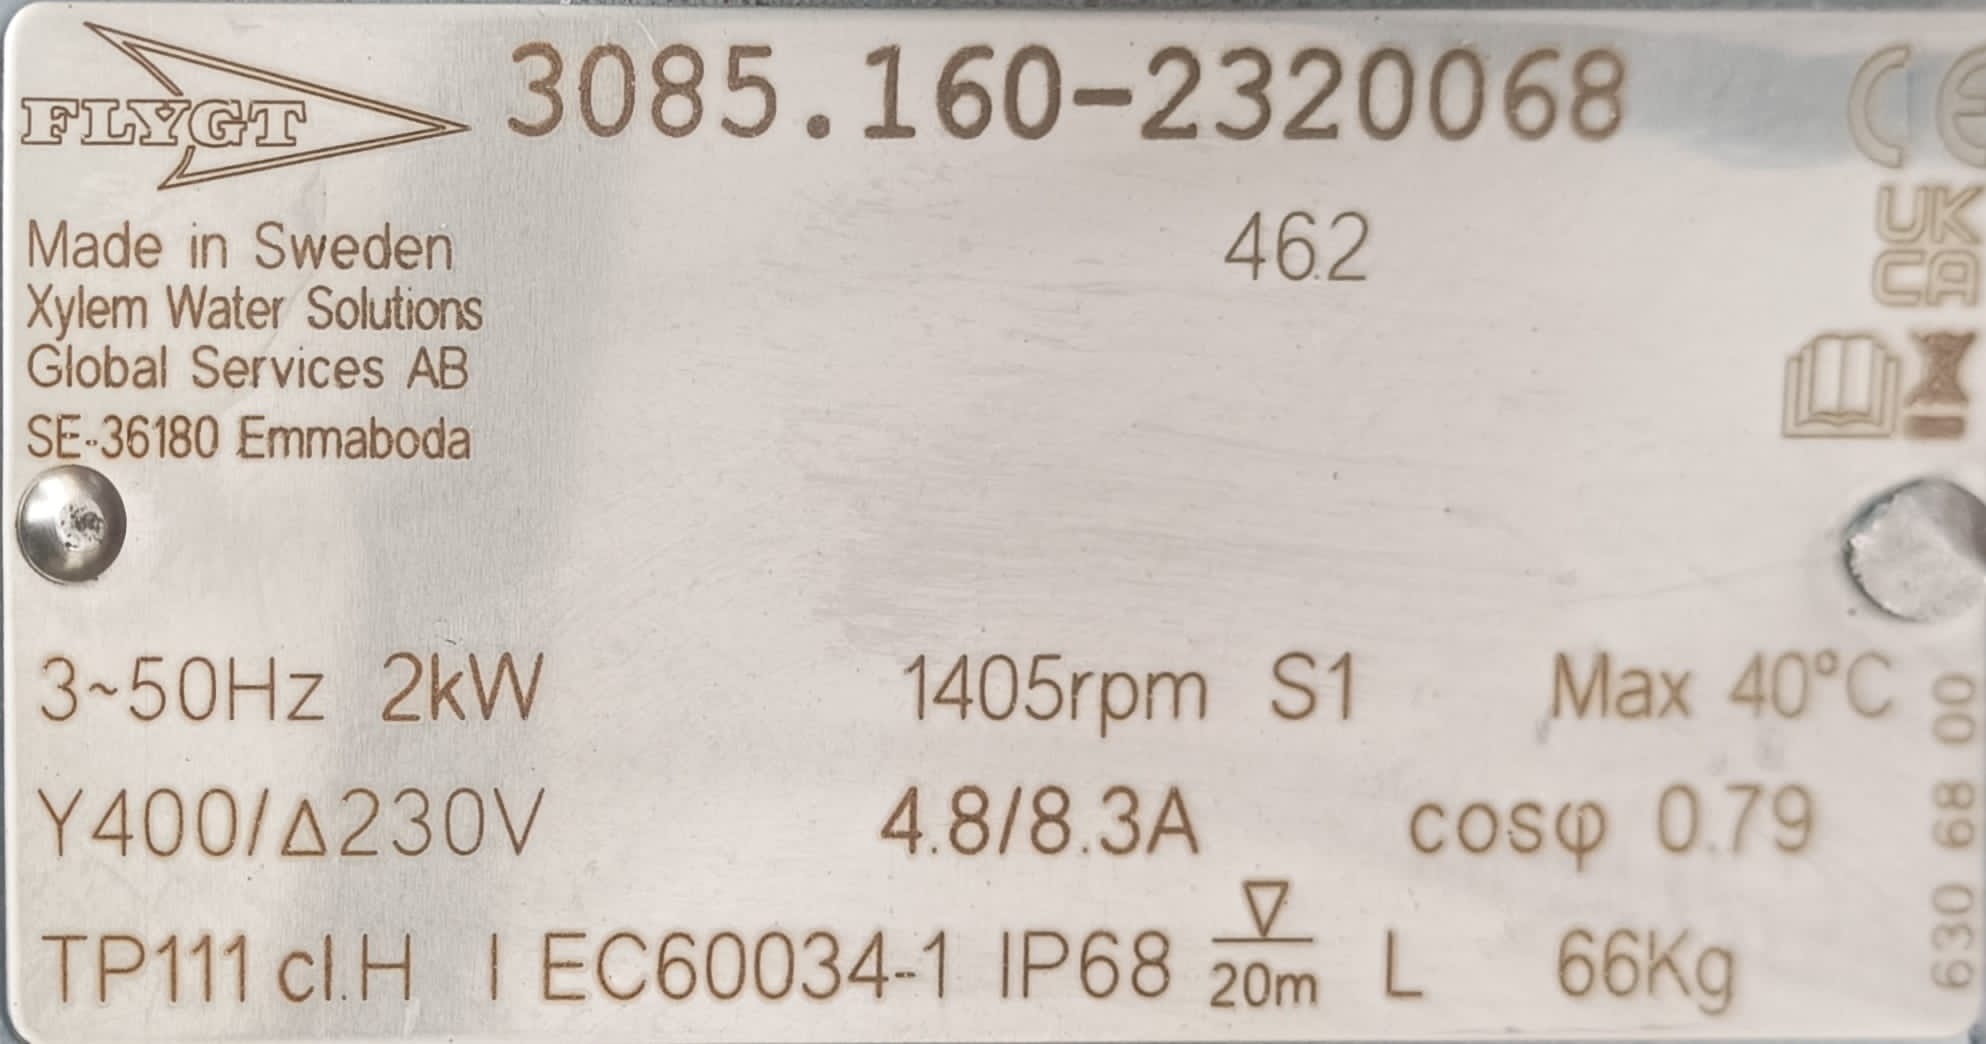 FLYGT
3085.160-2320068
CE
462
UK
CA
Made in Sweden
Xylem Water Solutions
Global Services AB
SE-36180 Emmaboda
3~50Hz 2kW 1405rpm S1 Max 40°C
Y400/Δ230V 4.8/8.3A cosφ 0.79
TP111 cl.H IEC60034-1 IP68 ▽ 20m L 66Kg
630 68 00